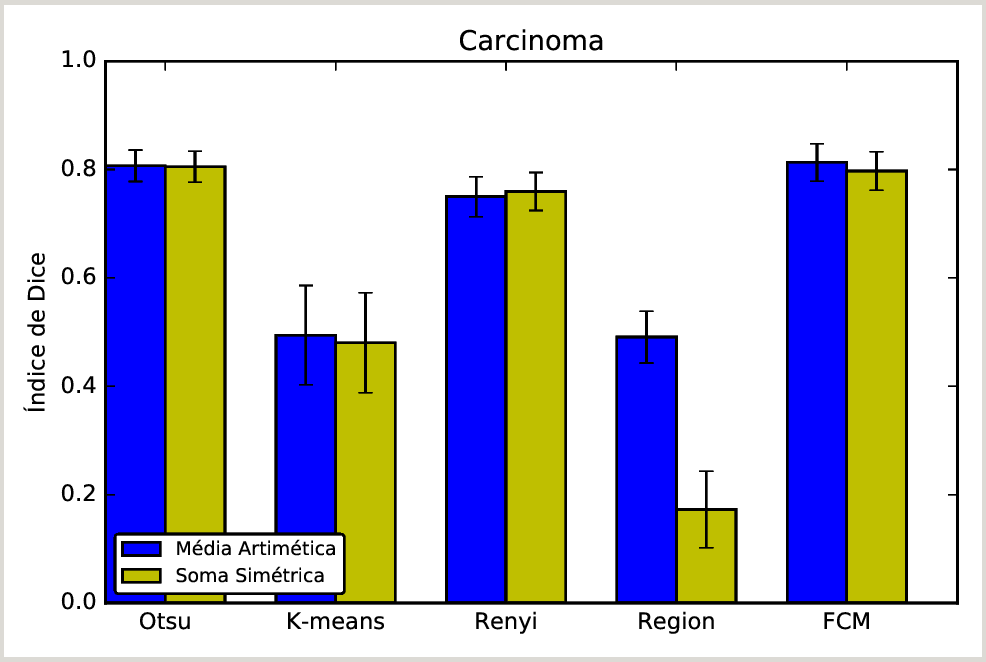 Carcinoma
1.0
0.8
0.6
0.4
0.2
0.0
Índice de Dice
Média Artimética
Soma Simétrica
Otsu K-means Renyi Region FCM